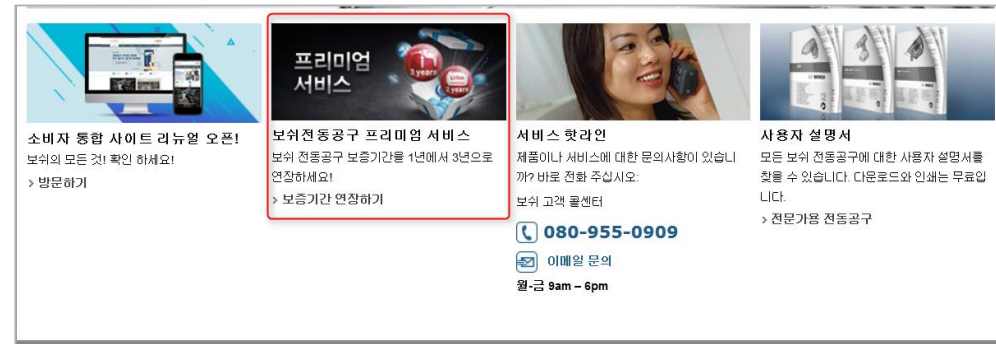 프리미엄
서비스
3 years
Li-Ion
2 years
소비자 통합 사이트 리뉴얼 오픈!
보쉬의 모든 것! 확인 하세요!
> 방문하기
보쉬전동공구 프리미엄 서비스
보쉬 전동공구 보증기간을 1년에서 3년으로
연장하세요!
> 보증기간 연장하기
서비스 핫라인
제품이나 서비스에 대한 문의사항이 있습니
까? 바로 전화 주십시오:
보쉬 고객 콜센터
080-955-0909
이메일 문의
월-금 9am – 6pm
사용자 설명서
모든 보쉬 전동공구에 대한 사용자 설명서를
찾을 수 있습니다. 다운로드와 인쇄는 무료입
니다.
> 전문가용 전동공구